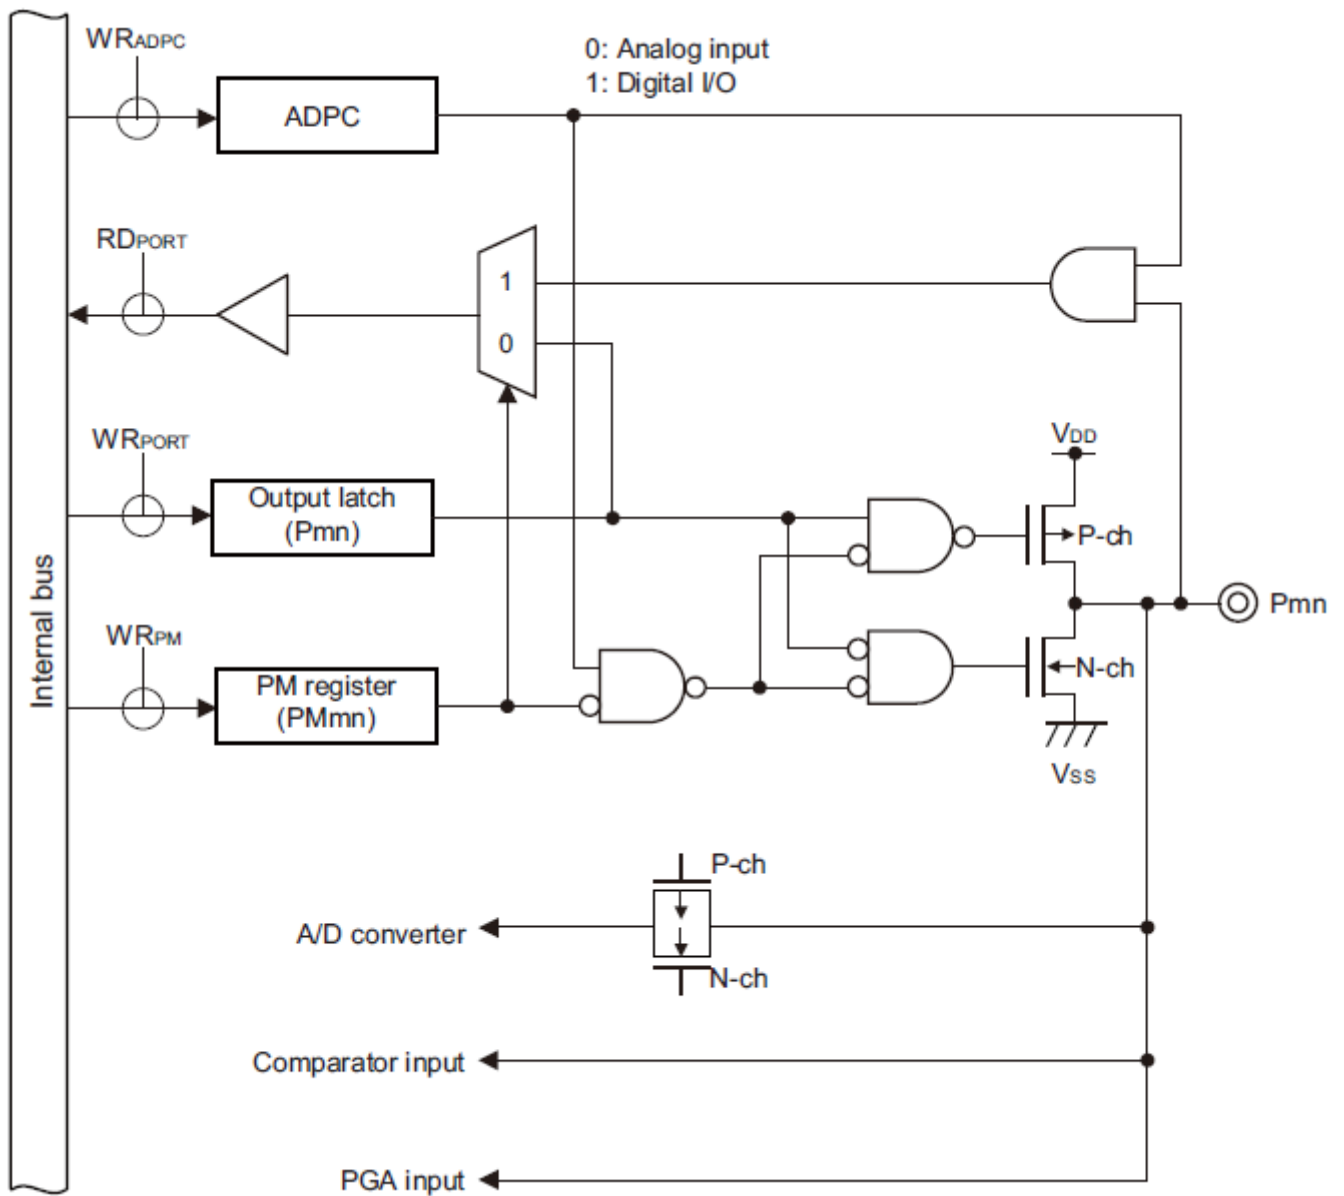 WRADPC
0: Analog input
1: Digital I/O
ADPC
RDPORT
1
0
WRPORT
VDD
Output latch
(Pmn)
P-ch
Internal bus
Pmn
WRPM
PM register
(PMmn)
N-ch
VSS
P-ch
A/D converter
N-ch
Comparator input
PGA input